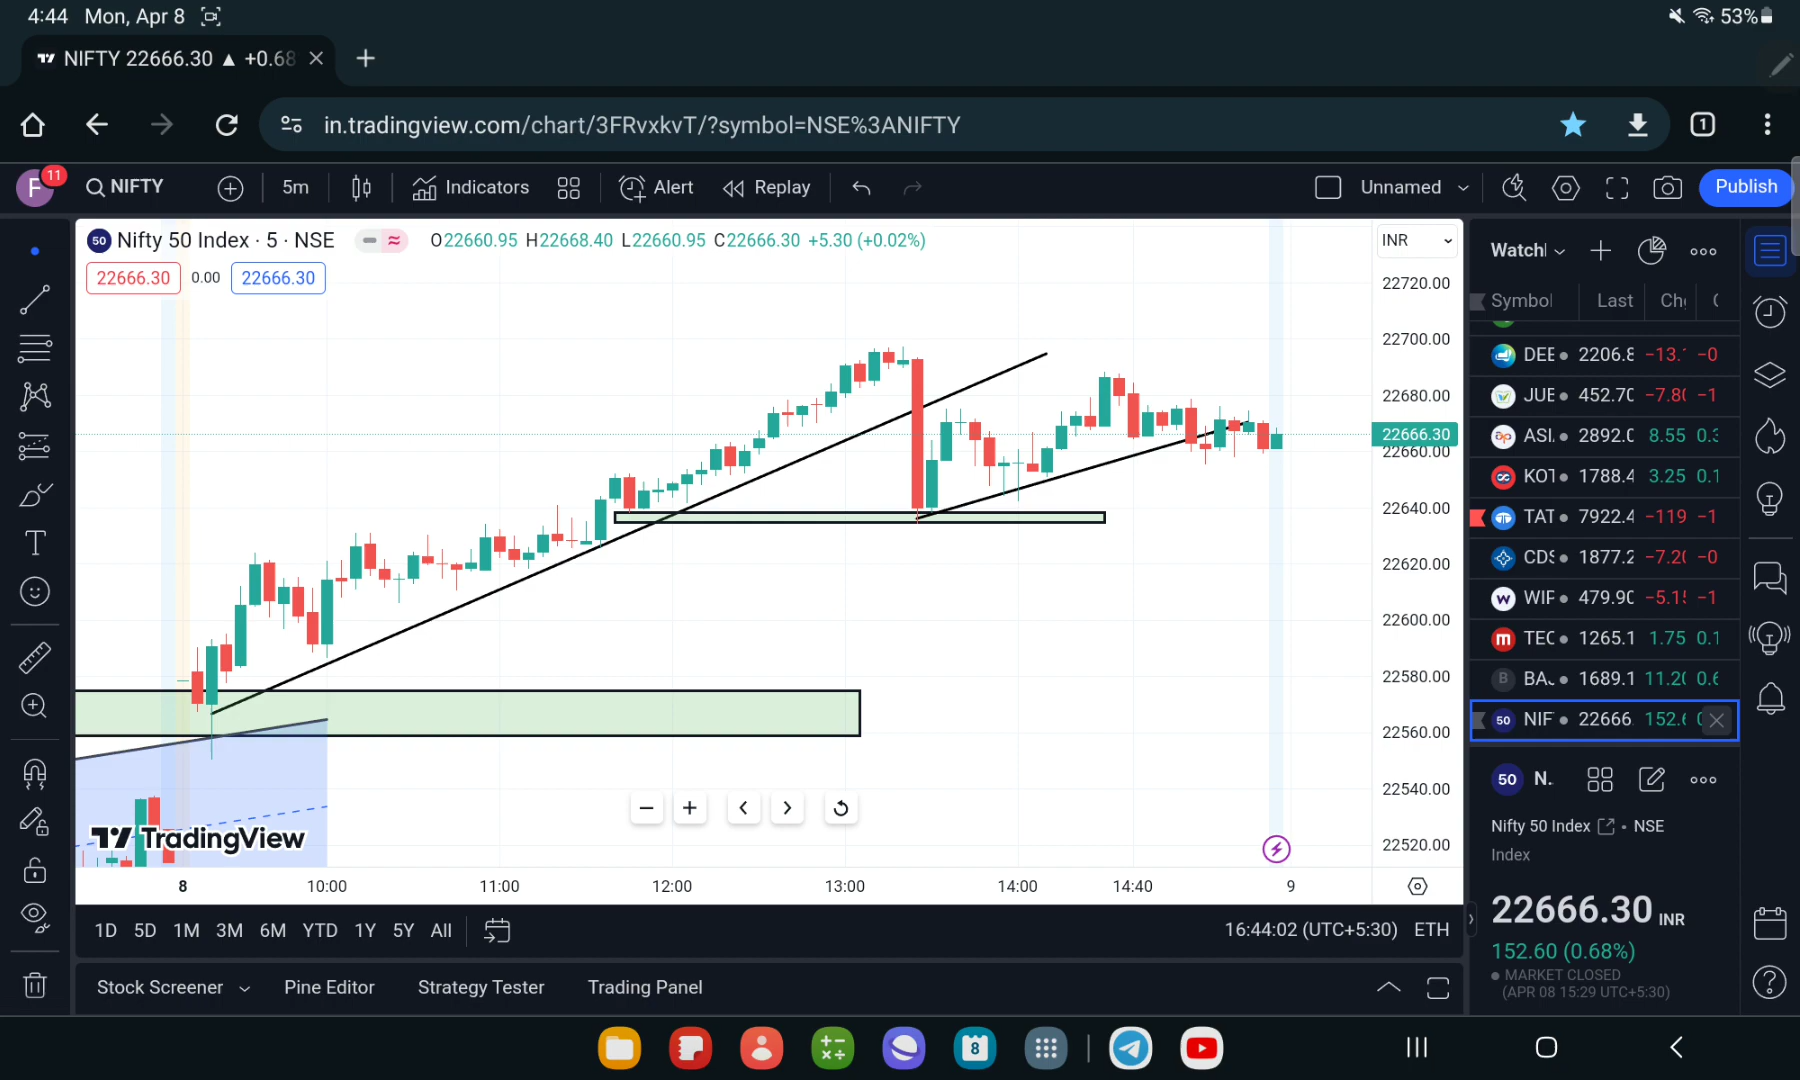 4:44 Mon, Apr 8
53%
NIFTY 22666.30 ▲ +0.68
in.tradingview.com/chart/3FRvxkvT/?symbol=NSE%3ANIFTY
1
F 11
NIFTY
5m
Indicators
Alert
Replay
Unnamed
Publish
50 Nifty 50 Index · 5 · NSE
O22660.95 H22668.40 L22660.95 C22666.30 +5.30 (+0.02%)
22666.30 0.00 22666.30
INR
22720.00
22700.00
22680.00
22666.30
22660.00
22640.00
22620.00
22600.00
22580.00
22560.00
22540.00
22520.00
TradingView
8 10:00 11:00 12:00 13:00 14:00 14:40 9
1D 5D 1M 3M 6M YTD 1Y 5Y All
16:44:02 (UTC+5:30) ETH
Stock Screener
Pine Editor
Strategy Tester
Trading Panel
Watchl
Symbol Last Chg
DEE 2206.8 −13. −0
JUE 452.70 −7.80 −1
ASI. 2892.0 8.55 0.3
KOT 1788.4 3.25 0.1
TAT 7922.4 −119 −1
CDS 1877.2 −7.20 −0
W WIF 479.90 −5.15 −1
m TEC 1265.1 1.75 0.1
B BA. 1689.1 11.20 0.6
50 NIF 22666. 152.6
50 N.
Nifty 50 Index • NSE
Index
22666.30 INR
152.60 (0.68%)
MARKET CLOSED
(APR 08 15:29 UTC+5:30)
8